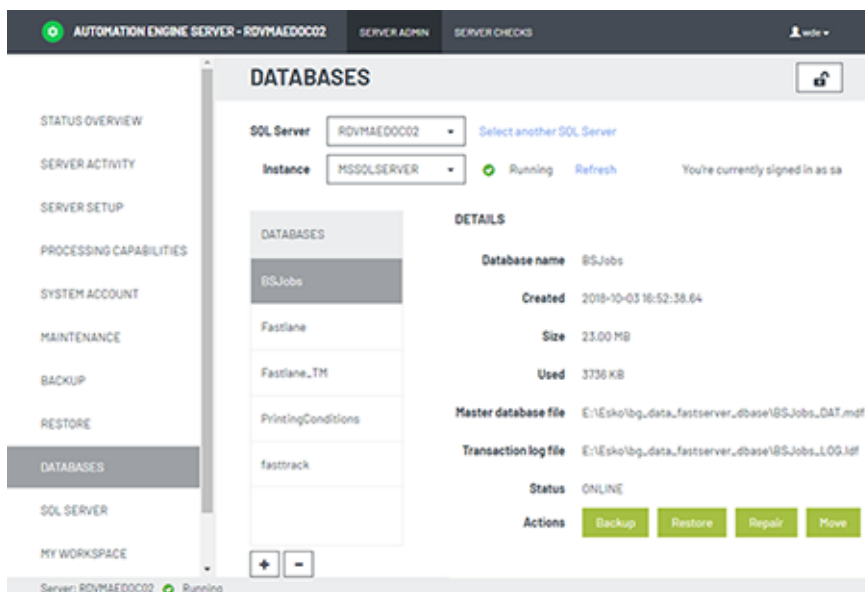 AUTOMATION ENGINE SERVER - RDVMAEDOC02 SERVER ADMIN SERVER CHECKS wde
DATABASES
STATUS OVERVIEW
SERVER ACTIVITY
SERVER SETUP
PROCESSING CAPABILITIES
SYSTEM ACCOUNT
MAINTENANCE
BACKUP
RESTORE
DATABASES
SQL SERVER
MY WORKSPACE
SQL Server RDVMAEDOC02 Select another SQL Server
Instance MSSQLSERVER Running Refresh You're currently signed in as sa
DATABASES
BSJobs
Fastlane
Fastlane_TM
PrintingConditions
fasttrack
+ -
DETAILS
Database name BSJobs
Created 2018-10-03 16:52:38.64
Size 23.00 MB
Used 3736 KB
Master database file E:\Esko\bg_data_fastserver_dbase\BSJobs_DAT.mdf
Transaction log file E:\Esko\bg_data_fastserver_dbase\BSJobs_LOG.ldf
Status ONLINE
Actions Backup Restore Repair Move
Server: RDVMAEDOC02 Running